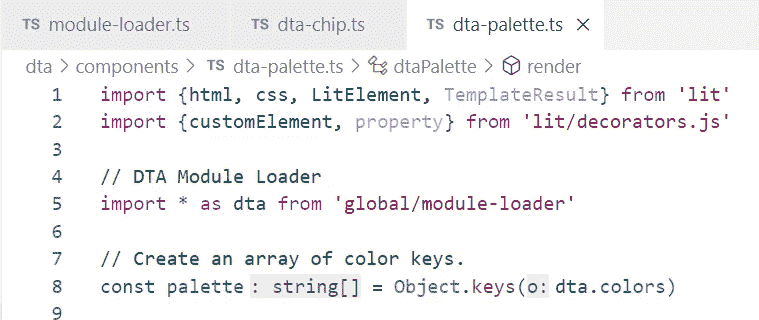 TS module-loader.ts TS dta-chip.ts TS dta-palette.ts ×
dta > components > TS dta-palette.ts > dtaPalette > render
1 import {html, css, LitElement, TemplateResult} from 'lit'
2 import {customElement, property} from 'lit/decorators.js'
3
4 // DTA Module Loader
5 import * as dta from 'global/module-loader'
6
7 // Create an array of color keys.
8 const palette: string[] = Object.keys(o: dta.colors)
9